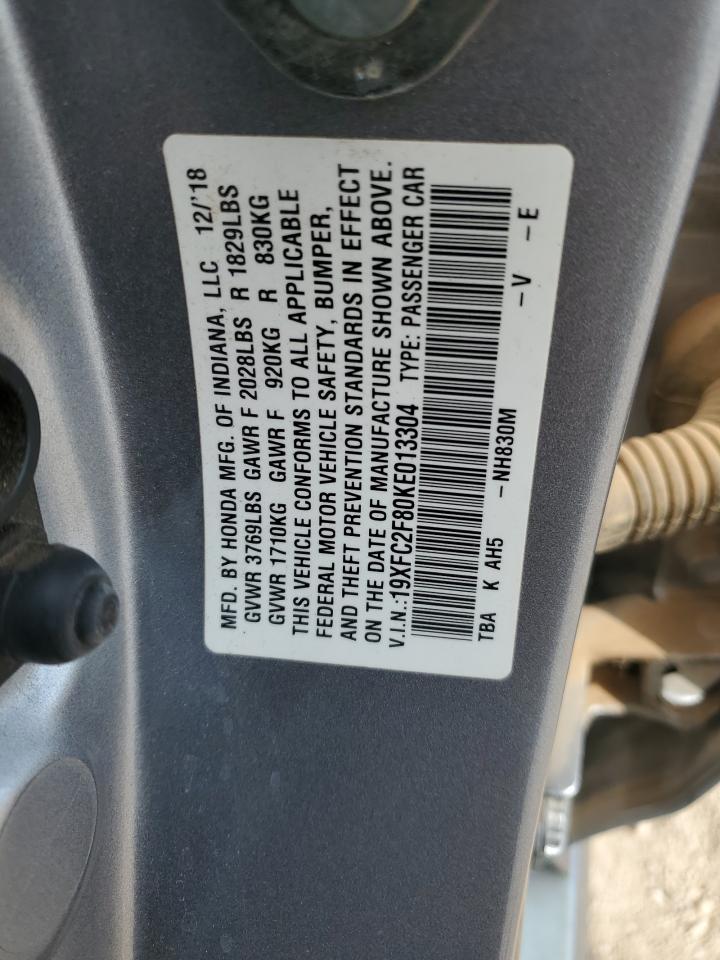 MFD. BY HONDA MFG. OF INDIANA, LLC 12/'18
GVWR 3769LBS GAWR F 2028LBS R 1829LBS
GVWR 1710KG GAWR F 920KG R 830KG
THIS VEHICLE CONFORMS TO ALL APPLICABLE
FEDERAL MOTOR VEHICLE SAFETY, BUMPER,
AND THEFT PREVENTION STANDARDS IN EFFECT
ON THE DATE OF MANUFACTURE SHOWN ABOVE.
V.I.N.:19XFC2F80KE013304 TYPE: PASSENGER CAR
TBA K AH5 -NH830M -V -E